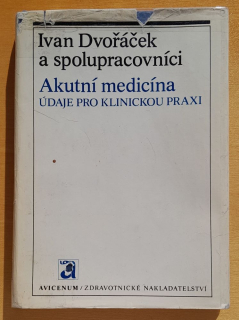 Ivan Dvořáček
a spolupracovníci
Akutní medicína
ÚDAJE PRO KLINICKOU PRAXI
a
AVICENUM / ZDRAVOTNICKÉ NAKLADATELSTVÍ